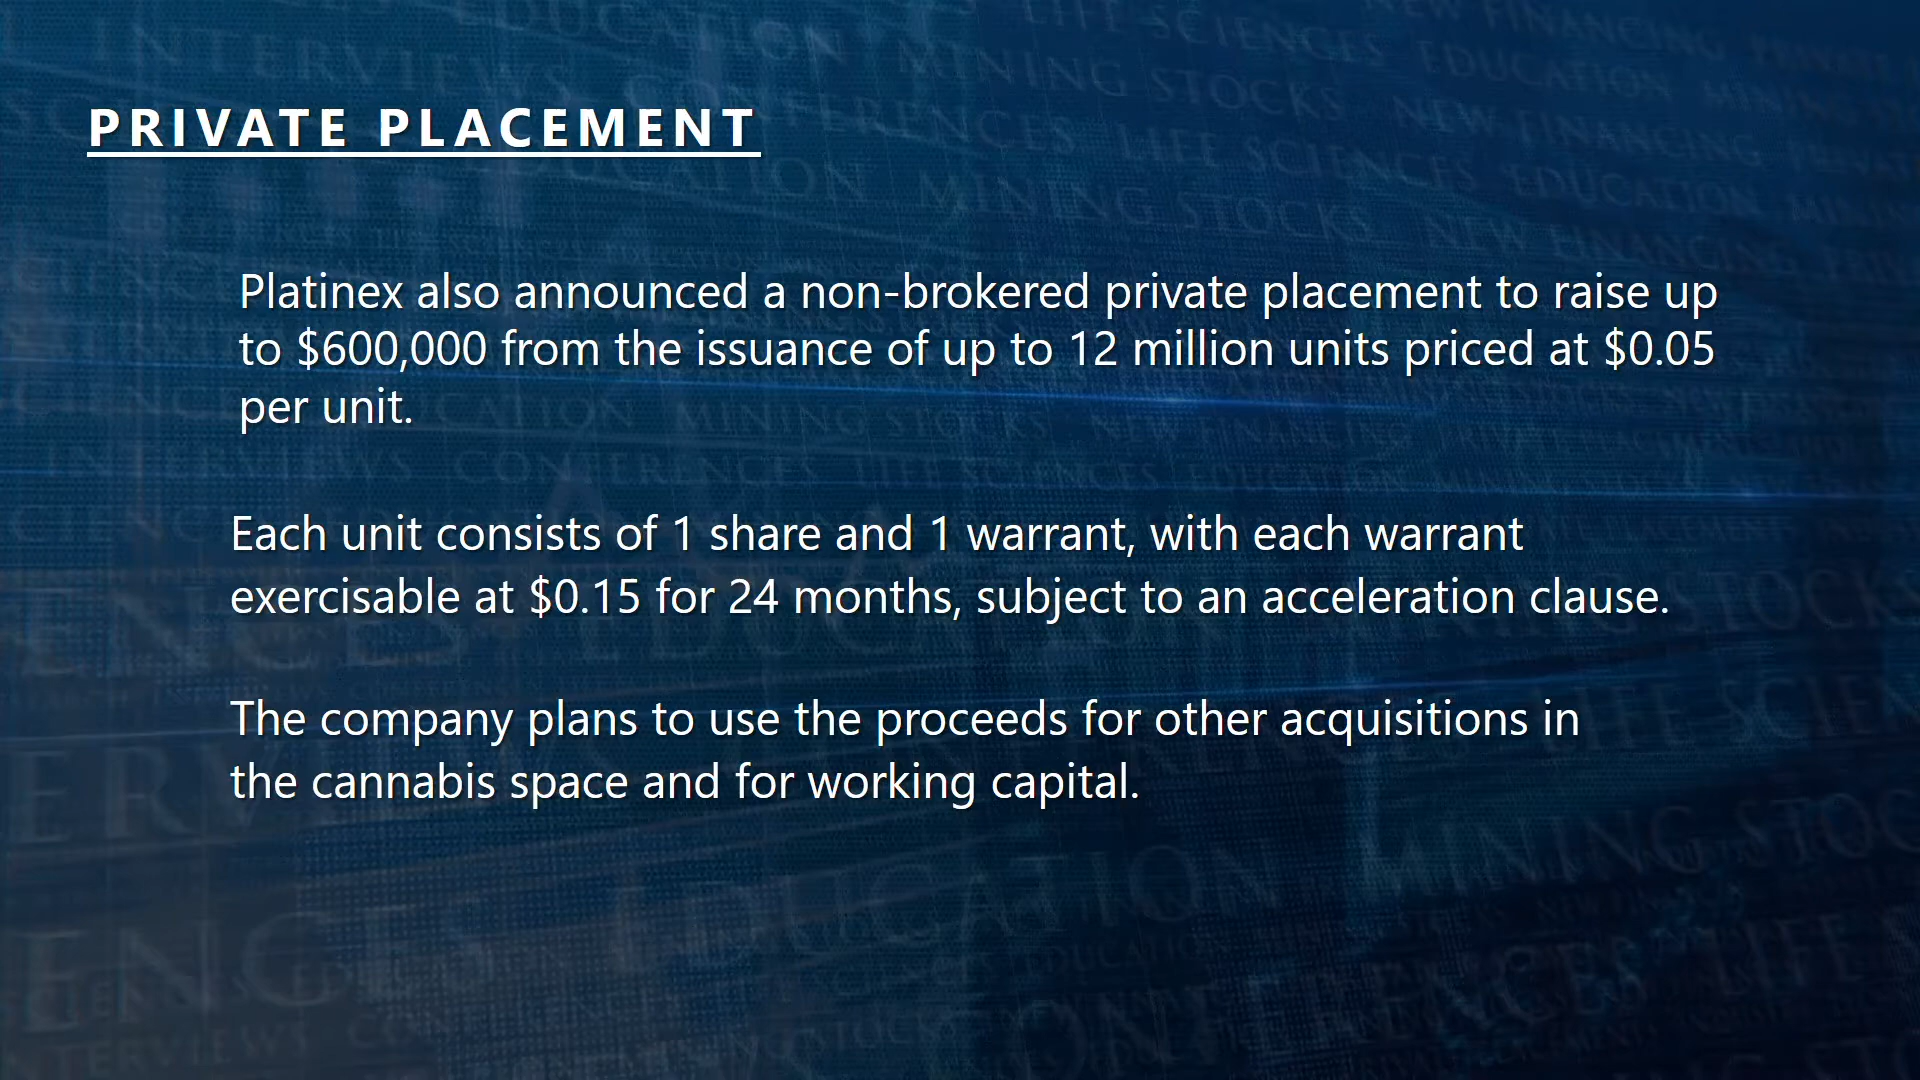 PRIVATE PLACEMENT
Platinex also announced a non-brokered private placement to raise up
to $600,000 from the issuance of up to 12 million units priced at $0.05
per unit.
Each unit consists of 1 share and 1 warrant, with each warrant
exercisable at $0.15 for 24 months, subject to an acceleration clause.
The company plans to use the proceeds for other acquisitions in
the cannabis space and for working capital.